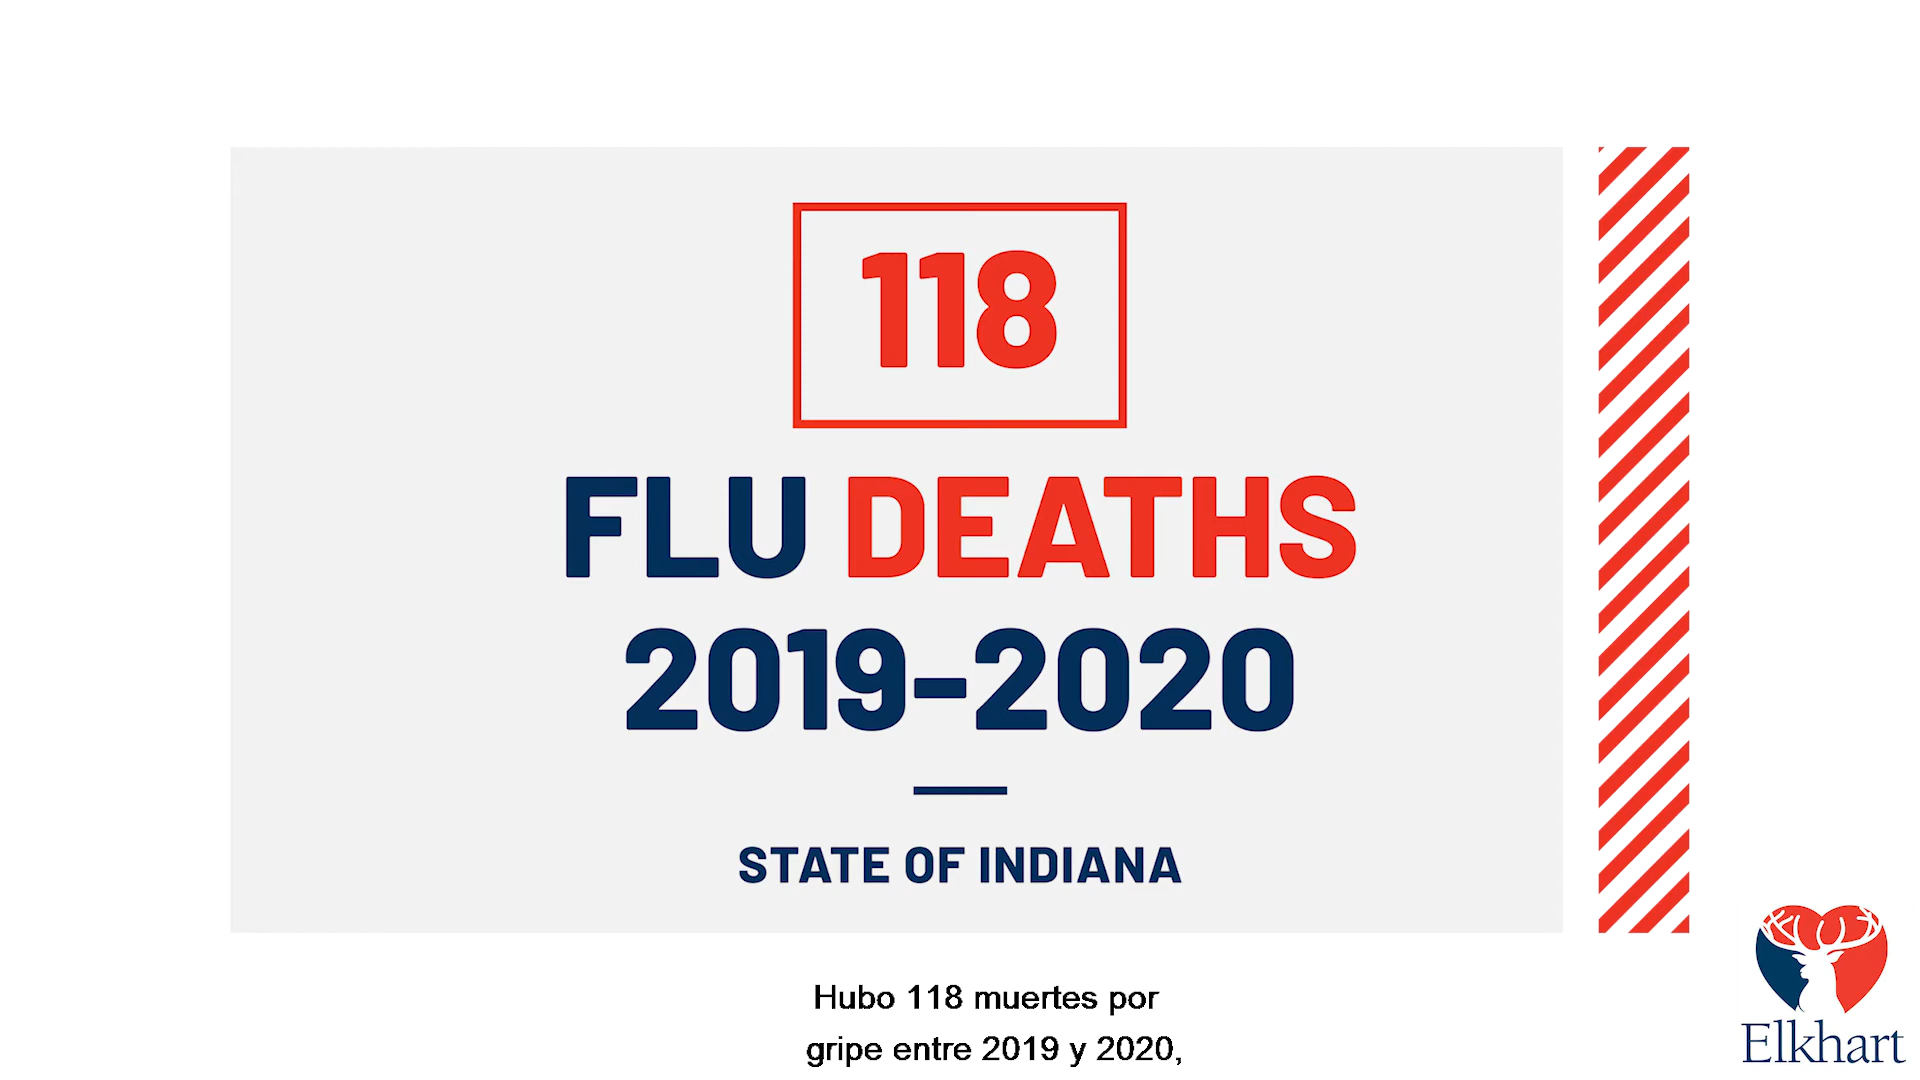 118
FLU DEATHS
2019-2020
STATE OF INDIANA
Hubo 118 muertes por
gripe entre 2019 y 2020,
Elkhart